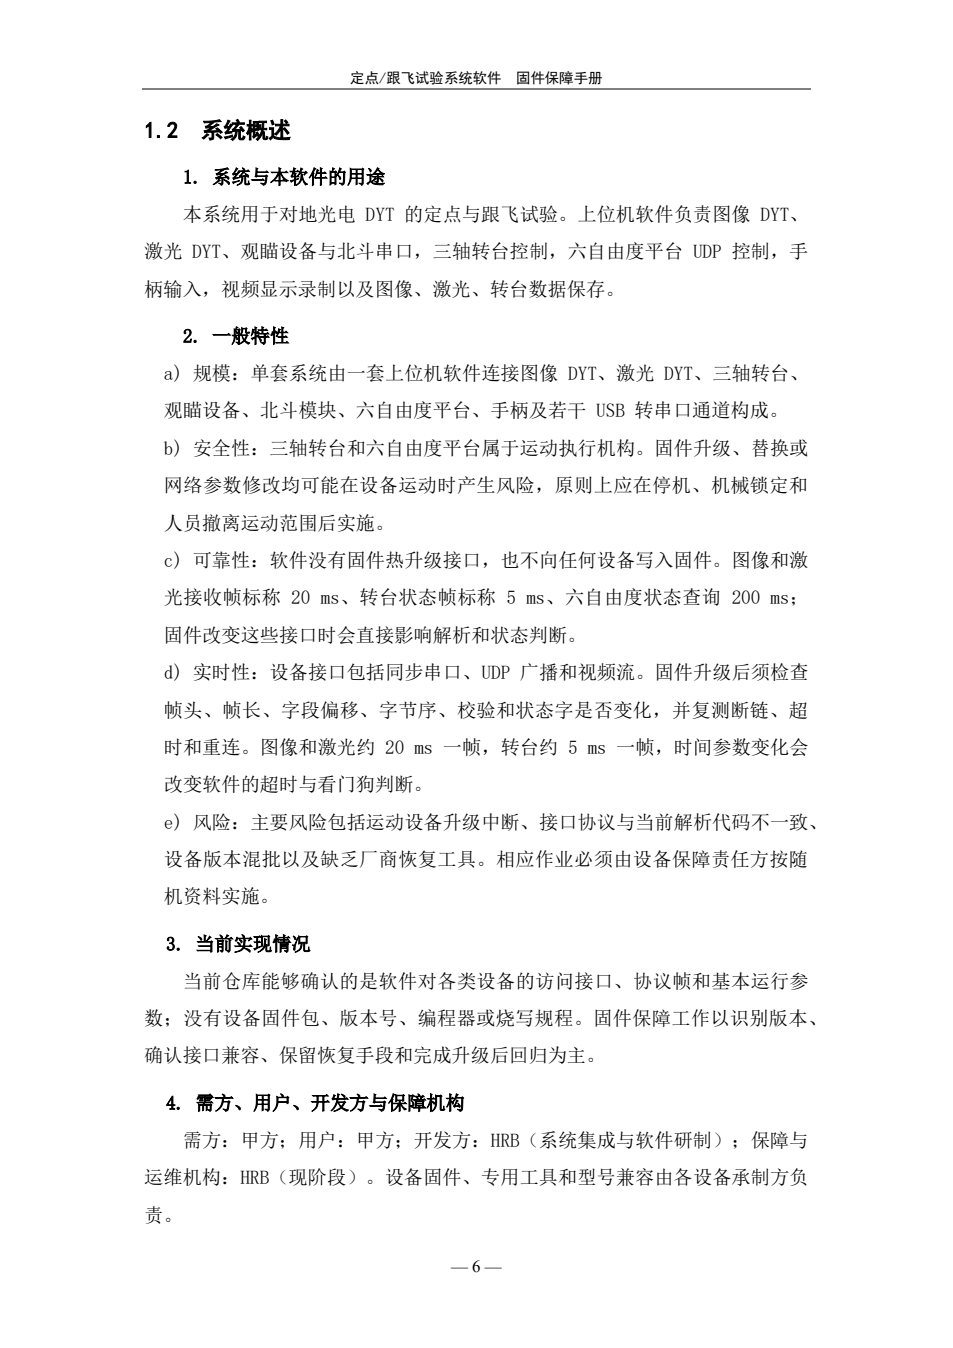 定点/跟飞试验系统软件　固件保障手册
1.2　系统概述
1. 系统与本软件的用途
本系统用于对地光电 DYT 的定点与跟飞试验。上位机软件负责图像 DYT、
激光 DYT、观瞄设备与北斗串口，三轴转台控制，六自由度平台 UDP 控制，手
柄输入，视频显示录制以及图像、激光、转台数据保存。
2. 一般特性
a) 规模：单套系统由一套上位机软件连接图像 DYT、激光 DYT、三轴转台、
观瞄设备、北斗模块、六自由度平台、手柄及若干 USB 转串口通道构成。
b) 安全性：三轴转台和六自由度平台属于运动执行机构。固件升级、替换或
网络参数修改均可能在设备运动时产生风险，原则上应在停机、机械锁定和
人员撤离运动范围后实施。
c) 可靠性：软件没有固件热升级接口，也不向任何设备写入固件。图像和激
光接收帧标称 20 ms、转台状态帧标称 5 ms、六自由度状态查询 200 ms；
固件改变这些接口时会直接影响解析和状态判断。
d) 实时性：设备接口包括同步串口、UDP 广播和视频流。固件升级后须检查
帧头、帧长、字段偏移、字节序、校验和状态字是否变化，并复测断链、超
时和重连。图像和激光约 20 ms 一帧，转台约 5 ms 一帧，时间参数变化会
改变软件的超时与看门狗判断。
e) 风险：主要风险包括运动设备升级中断、接口协议与当前解析代码不一致、
设备版本混批以及缺乏厂商恢复工具。相应作业必须由设备保障责任方按随
机资料实施。
3. 当前实现情况
当前仓库能够确认的是软件对各类设备的访问接口、协议帧和基本运行参
数；没有设备固件包、版本号、编程器或烧写规程。固件保障工作以识别版本、
确认接口兼容、保留恢复手段和完成升级后回归为主。
4. 需方、用户、开发方与保障机构
需方：甲方；用户：甲方；开发方：HRB（系统集成与软件研制）；保障与
运维机构：HRB（现阶段）。设备固件、专用工具和型号兼容由各设备承制方负
责。
— 6 —